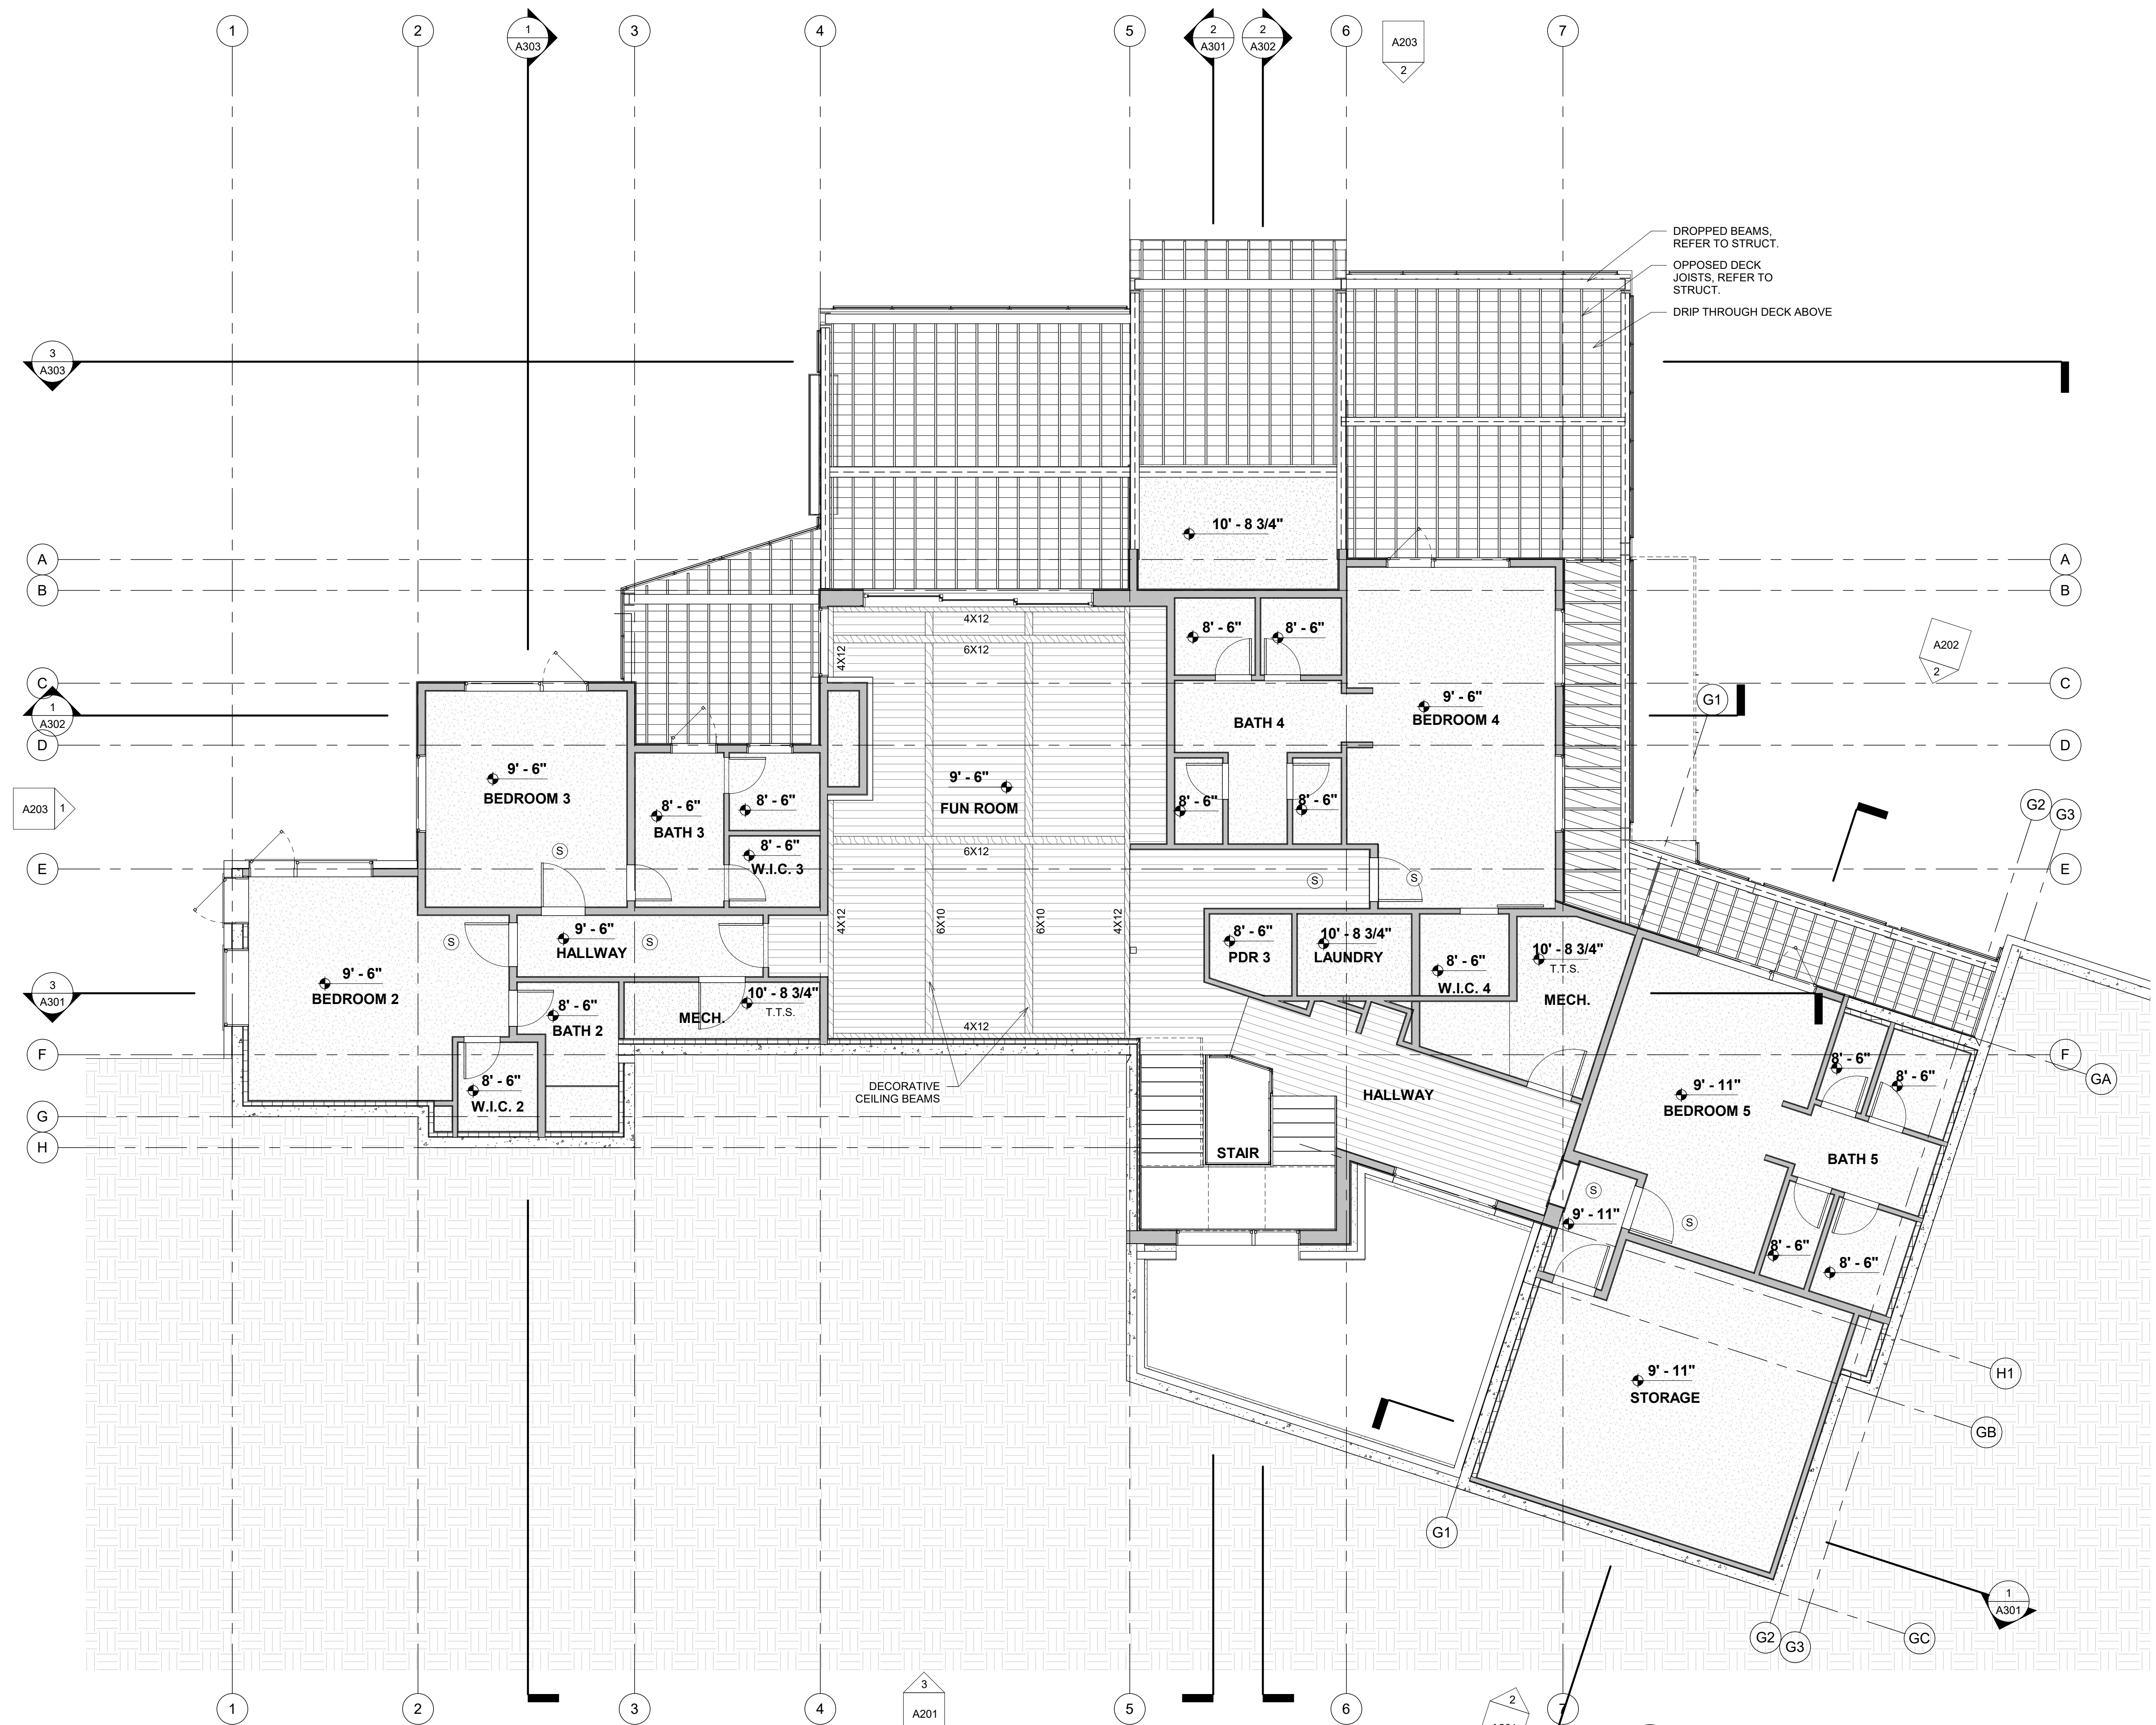 1
2
1
A303
3
4
5
2
A301
2
A302
6
A203
2
7
DROPPED BEAMS,
REFER TO STRUCT.
OPPOSED DECK
JOISTS, REFER TO
STRUCT.
DRIP THROUGH DECK ABOVE
3
A303
10' - 8 3/4"
A
A
B
B
4X12
6X12
4X12
8' - 6"
8' - 6"
A202
2
C
C
1
A302
G1
9' - 6"
BEDROOM 4
BATH 4
D
D
9' - 6"
BEDROOM 3
9' - 6"
FUN ROOM
A203
1
8' - 6"
BATH 3
8' - 6"
8' - 6"
8' - 6"
G2
G3
8' - 6"
W.I.C. 3
6X12
S
E
E
S
S
4X12
6X10
6X10
4X12
9' - 6"
HALLWAY
S
S
8' - 6"
PDR 3
10' - 8 3/4"
LAUNDRY
8' - 6"
W.I.C. 4
10' - 8 3/4"
T.T.S.
MECH.
9' - 6"
BEDROOM 2
3
A301
8' - 6"
BATH 2
MECH.
10' - 8 3/4"
T.T.S.
4X12
F
F
8' - 6"
W.I.C. 2
DECORATIVE
CEILING BEAMS
HALLWAY
9' - 11"
BEDROOM 5
8' - 6"
8' - 6"
GA
G
H
STAIR
BATH 5
S
9' - 11"
S
8' - 6"
8' - 6"
9' - 11"
STORAGE
H1
GB
G1
1
A301
G2
G3
GC
1
2
3
4
3
A201
5
6
2
7